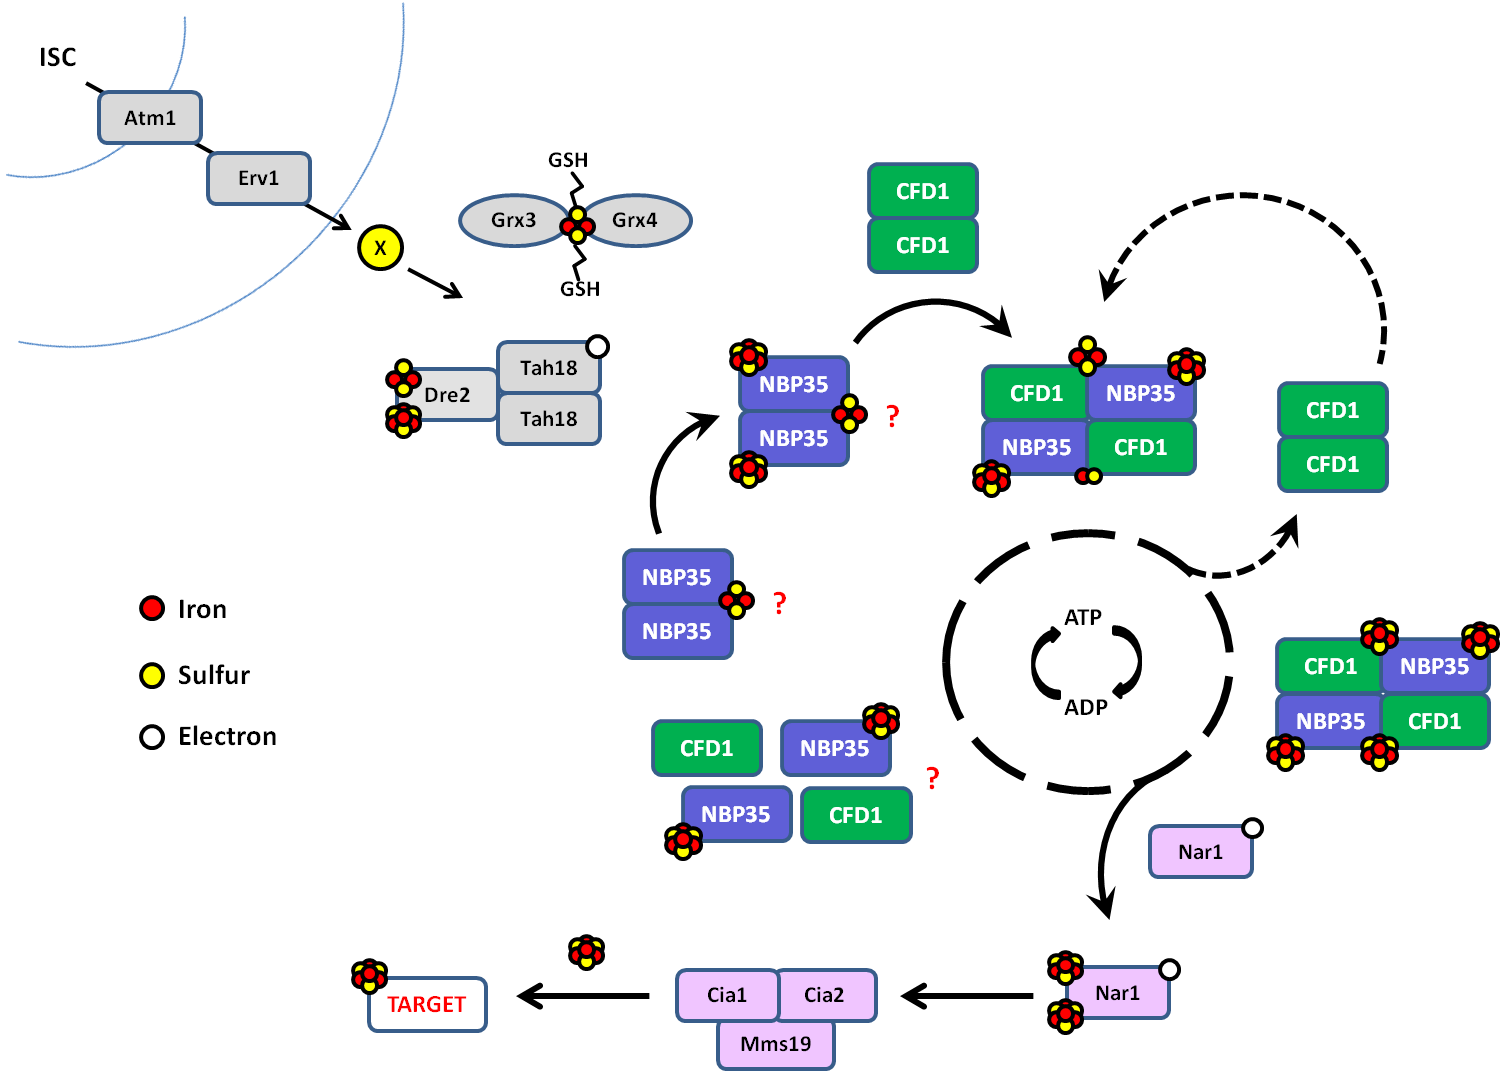 ISC
Atm1
Erv1
X
GSH
Grx3
Grx4
GSH
Dre2
Tah18
Tah18
CFD1
CFD1
NBP35
NBP35
?
CFD1
NBP35
NBP35
CFD1
CFD1
CFD1
NBP35
NBP35
?
Iron
Sulfur
Electron
ATP
ADP
CFD1
NBP35
NBP35
CFD1
CFD1
NBP35
NBP35
CFD1
?
Nar1
Nar1
Cia1
Cia2
Mms19
TARGET